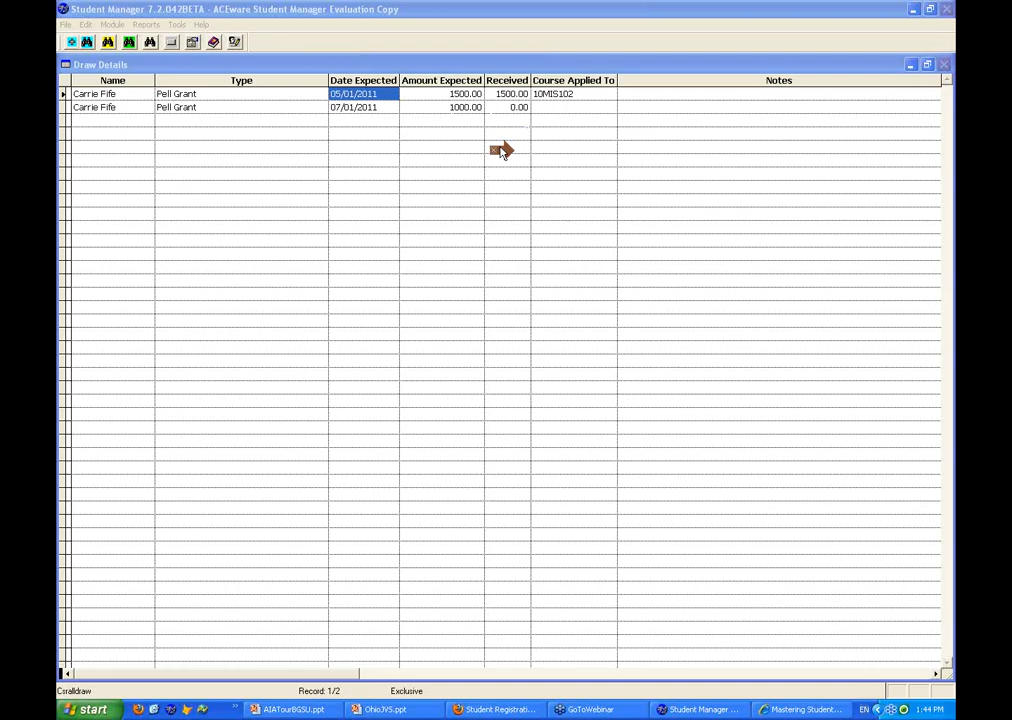 Student Manager 7.2.042BETA - ACEware Student Manager Evaluation Copy
File Edit Module Reports Tools Help
Draw Details
Name Type Date Expected Amount Expected Received Course Applied To Notes
Carrie Fife Pell Grant 05/01/2011 1500.00 1500.00 10MIS102
Carrie Fife Pell Grant 07/01/2011 1000.00 0.00
Csralldraw Record: 1/2 Exclusive
start AIATourBGSU.ppt OhioJVS.ppt Student Registrati... GoToWebinar Student Manager ... Mastering Student... EN 1:44 PM